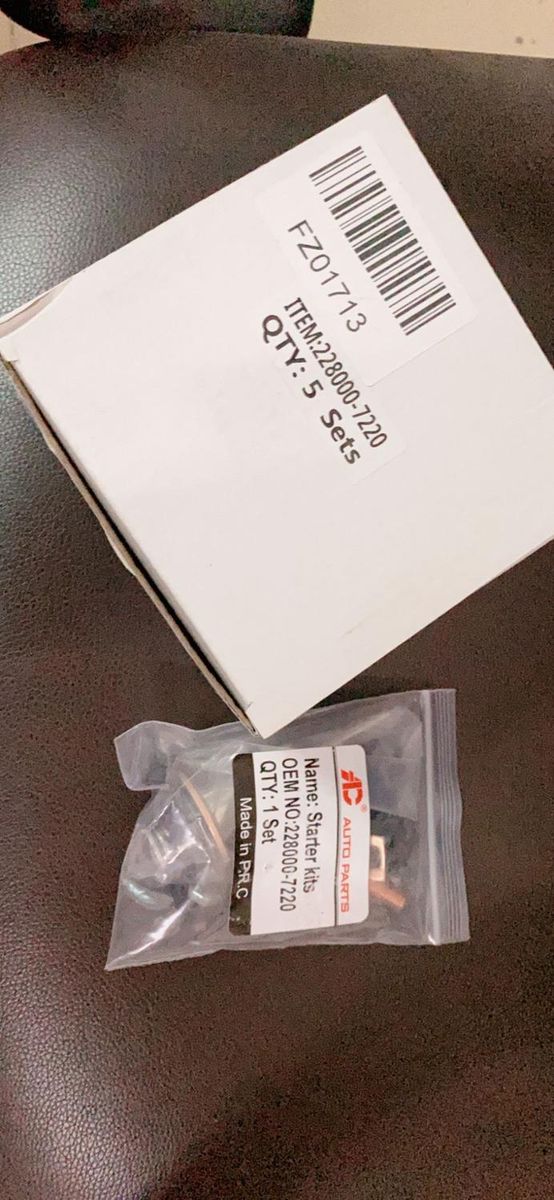 FZ01713
ITEM:228000-7220
QTY: 5 Sets
AD® AUTO PARTS
Name: Starter kits
OEM NO:228000-7220
QTY: 1 Set
Made in P.R.C